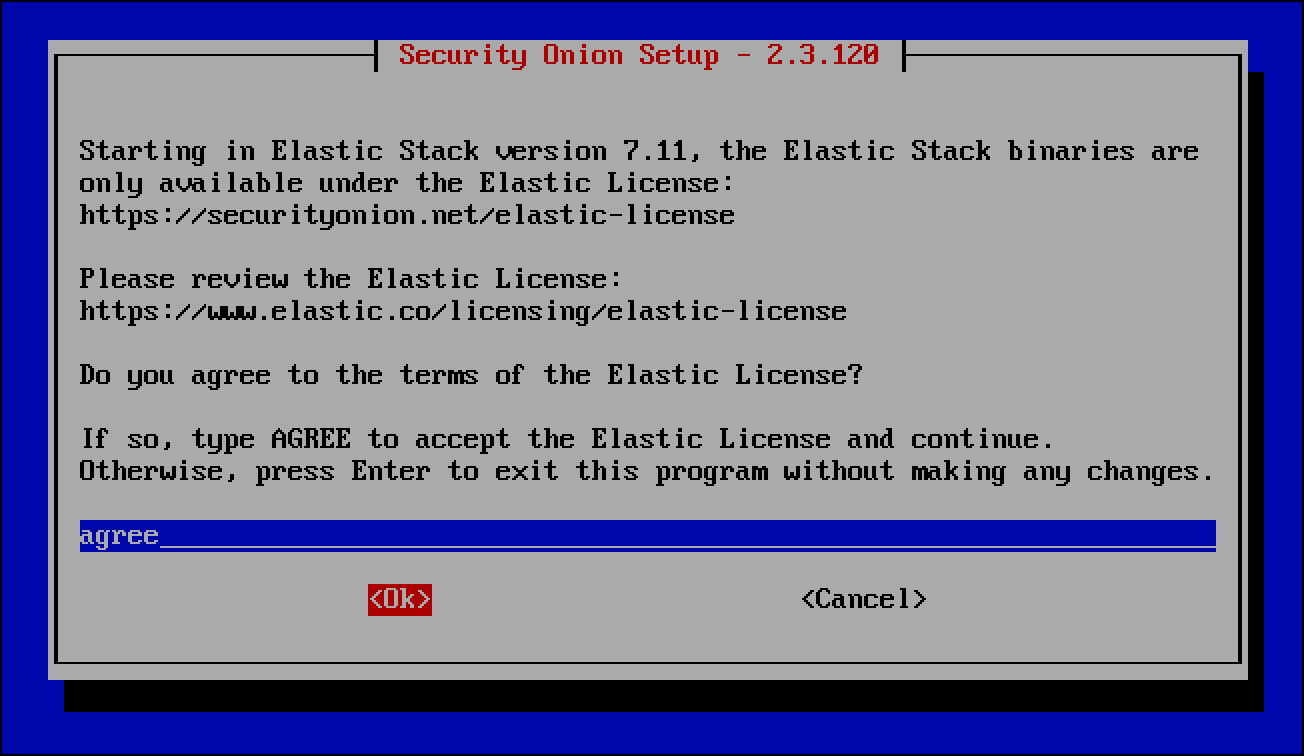 Security Onion Setup - 2.3.120
Starting in Elastic Stack version 7.11, the Elastic Stack binaries are
only available under the Elastic License:
https://securityonion.net/elastic-license
Please review the Elastic License:
https://www.elastic.co/licensing/elastic-license
Do you agree to the terms of the Elastic License?
If so, type AGREE to accept the Elastic License and continue.
Otherwise, press Enter to exit this program without making any changes.
agree
<Ok> <Cancel>